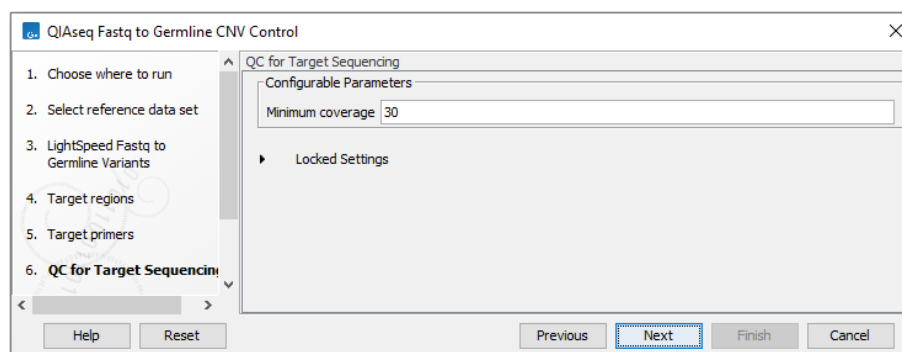 QIAseq Fastq to Germline CNV Control
1. Choose where to run
2. Select reference data set
3. LightSpeed Fastq to
Germline Variants
4. Target regions
5. Target primers
6. QC for Target Sequencing
QC for Target Sequencing
Configurable Parameters
Minimum coverage 30
Locked Settings
Help Reset Previous Next Finish Cancel